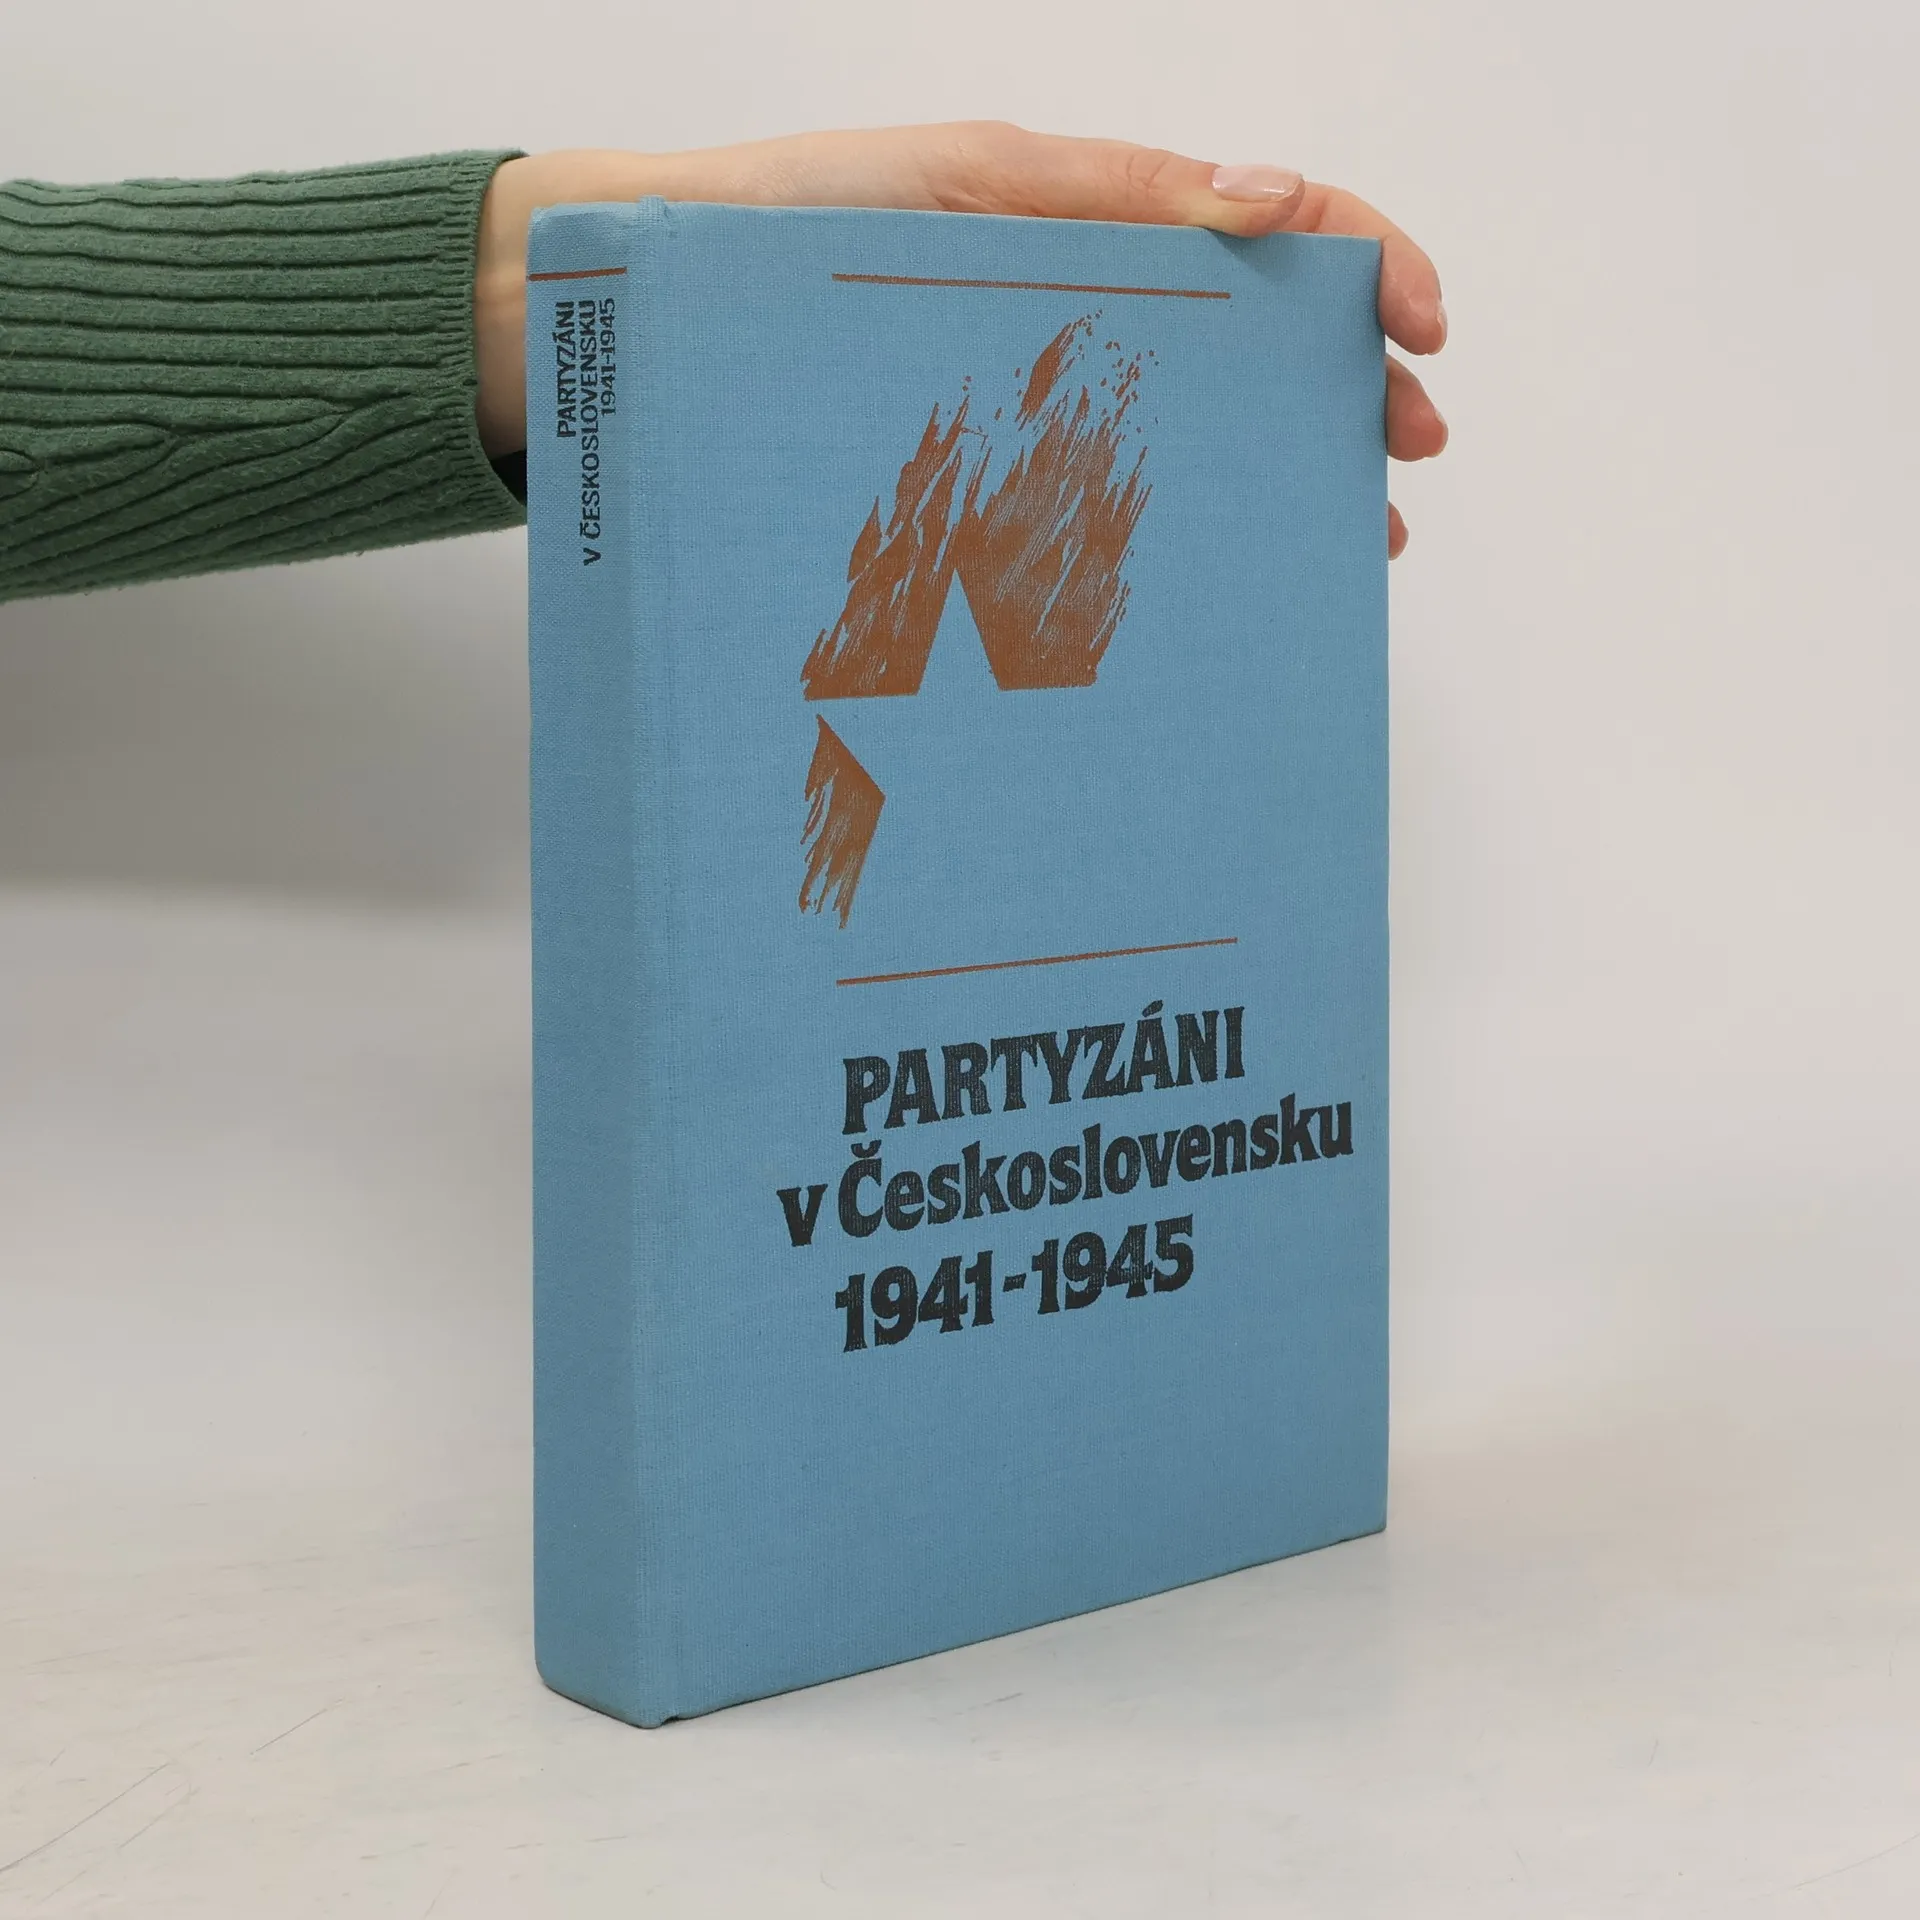 PARTYZÁNI
V ČESKOSLOVENSKU
1941-1945
PARTYZÁNI
v Československu
1941-1945